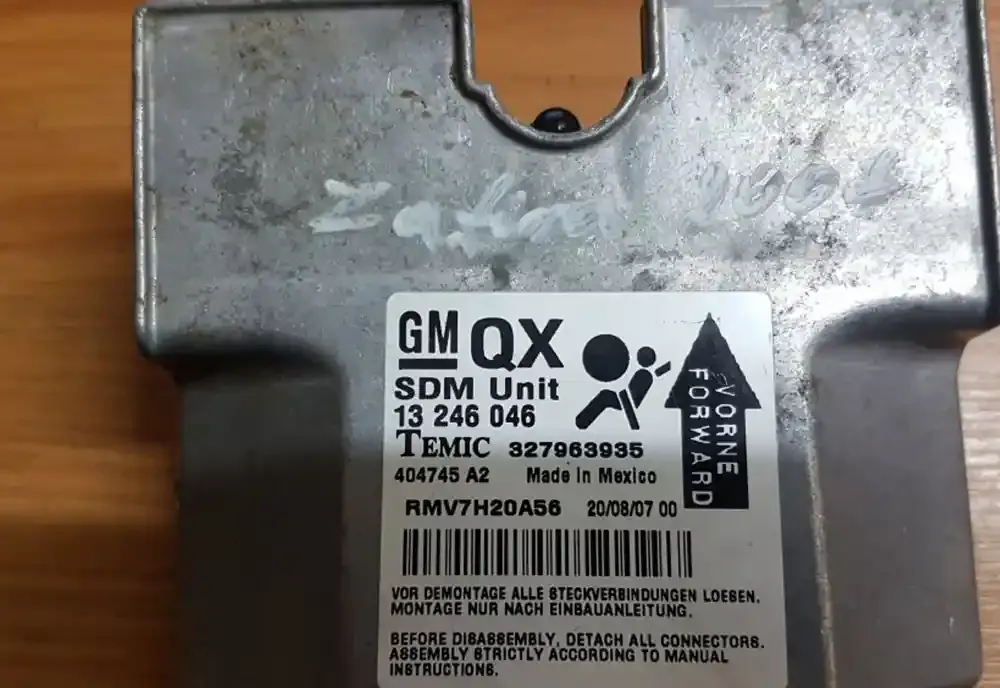 Zafira 2008
GM QX
SDM Unit
13 246 046
TEMIC 327963935
404745 A2 Made in Mexico
RMV7H20A56 20/08/07 00
VORNE
FORWARD
VOR DEMONTAGE ALLE STECKVERBINDUNGEN LOESEN.
MONTAGE NUR NACH EINBAUANLEITUNG.
BEFORE DISASSEMBLY, DETACH ALL CONNECTORS.
ASSEMBLY STRICTLY ACCORDING TO MANUAL
INSTRUCTIONS.